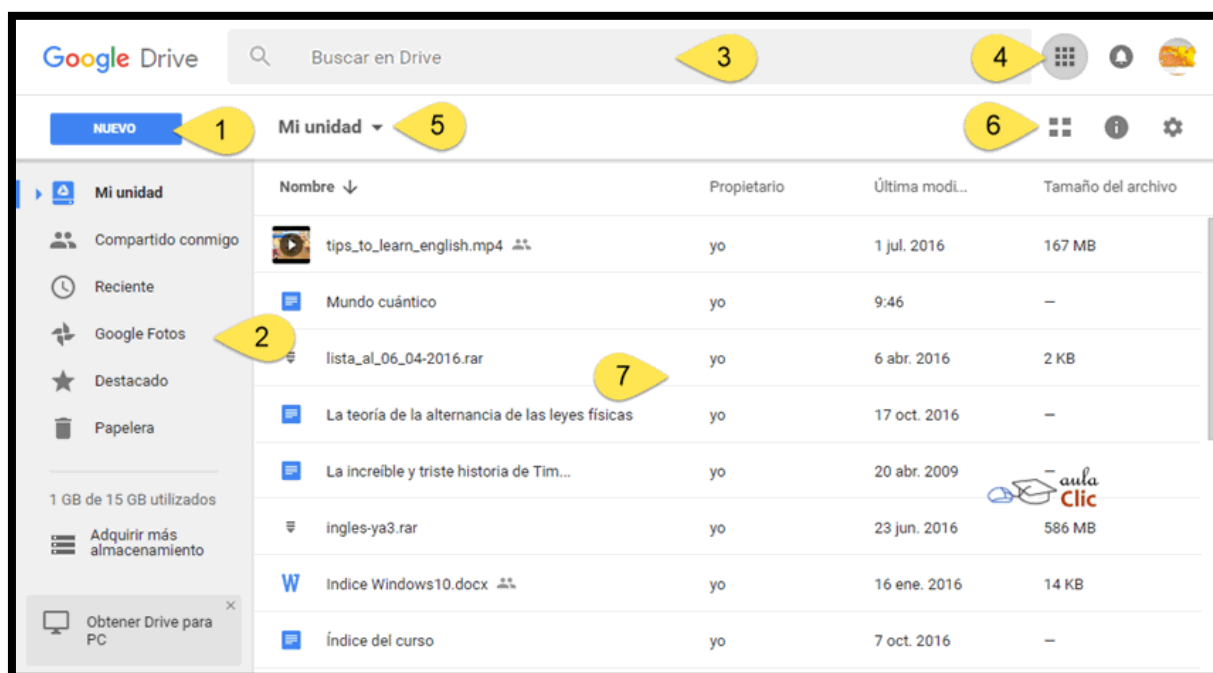 Google Drive
Buscar en Drive
3
4
NUEVO
1
Mi unidad
5
6
Mi unidad
Compartido conmigo
Reciente
Google Fotos
2
Destacado
Papelera
1 GB de 15 GB utilizados
Adquirir más
almacenamiento
Obtener Drive para
PC
Nombre Propietario Última modi... Tamaño del archivo
tips_to_learn_english.mp4 yo 1 jul. 2016 167 MB
Mundo cuántico yo 9:46 –
lista_al_06_04-2016.rar yo 6 abr. 2016 2 KB
7
La teoría de la alternancia de las leyes físicas yo 17 oct. 2016 –
La increíble y triste historia de Tim... yo 20 abr. 2009 –
aula
Clic
ingles-ya3.rar yo 23 jun. 2016 586 MB
Indice Windows10.docx yo 16 ene. 2016 14 KB
Índice del curso yo 7 oct. 2016 –